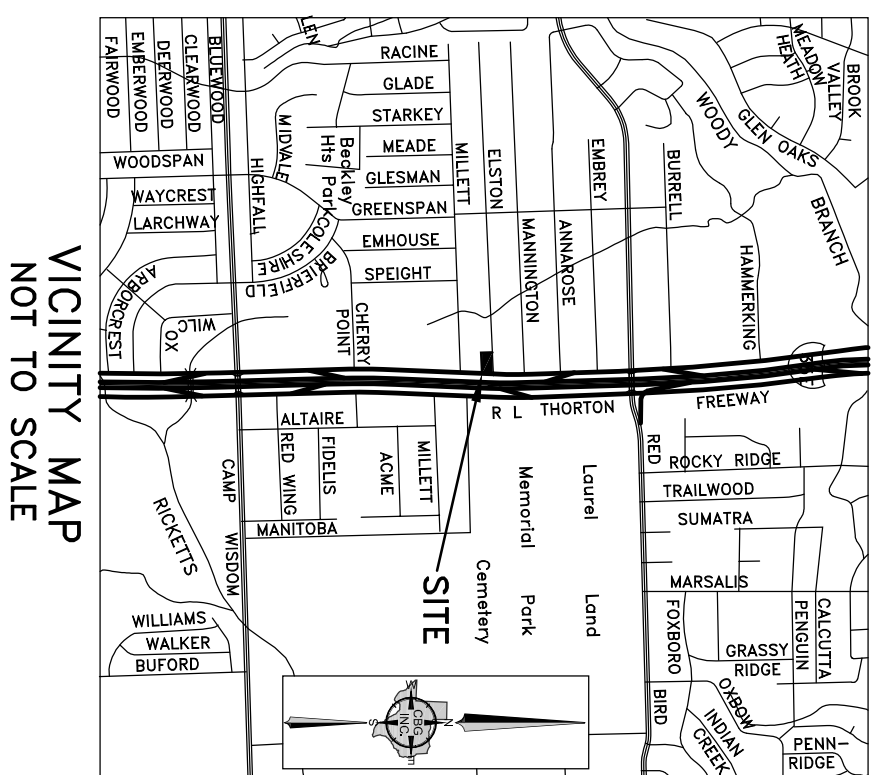 RACINE
GLADE
STARKEY
MEADE
GLESMAN
GREENSPAN
EMHOUSE
SPEIGHT
FAIRWOOD
EMBERWOOD
DEERWOOD
CLEARWOOD
BLUEWOOD
WOODSPAN
WAYCREST
LARCHWAY
ARBORCREST
WILC
OX
HIGHFALL
MIDVALE
Beckley
Hts Park
COLESHIRE
BRIERFIELD
CHERRY
POINT
MILLETT
ELSTON
MANNINGTON
ANNAROSE
EMBREY
BURRELL
WOODY
BRANCH
HAMMERKING
GLEN OAKS
MEADOW
HEATH
BROOK
VALLEY
35E
R L THORTON FREEWAY
ALTAIRE
RED WING
FIDELIS
ACME
MILLETT
MANITOBA
CAMP WISDOM
RICKETTS
WILLIAMS
WALKER
BUFORD
SITE
Laurel Land
Memorial Park
Cemetery
RED BIRD
ROCKY RIDGE
TRAILWOOD
SUMATRA
MARSALIS
FOXBORO
PENGUIN
CALCUTTA
GRASSY
RIDGE
OXBOW
INDIAN
CREEK
PENN-
RIDGE
N
S
W
CBG
INC.
VICINITY MAP
NOT TO SCALE